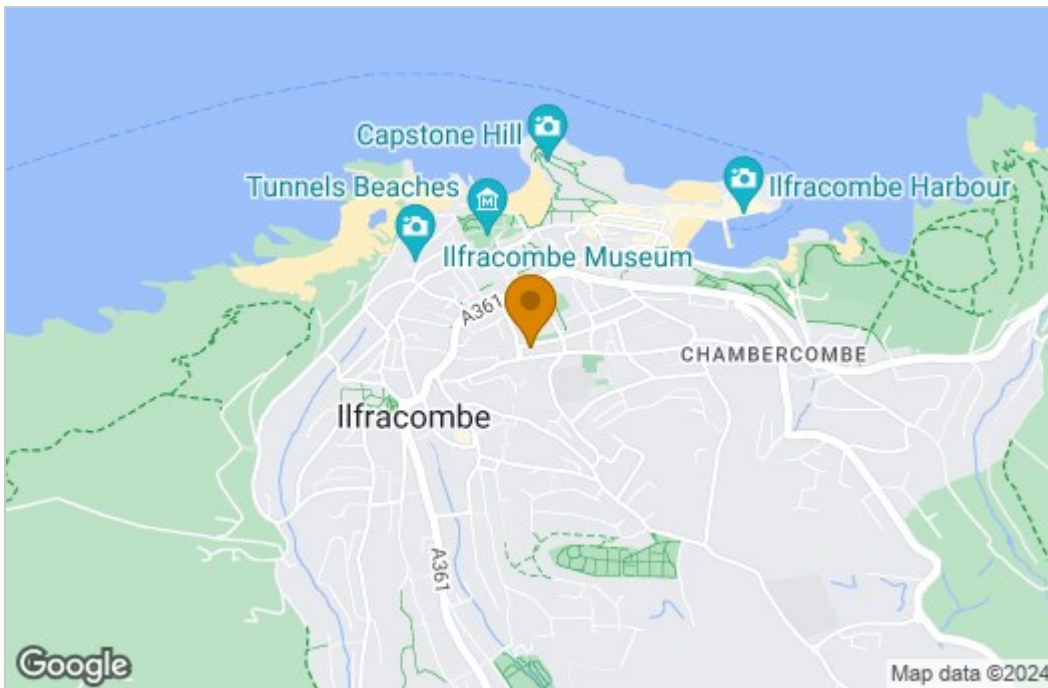 Capstone Hill
Tunnels Beaches
Ilfracombe Harbour
Ilfracombe Museum
A361
CHAMBERCOMBE
Ilfracombe
A361
Google
Map data ©2024